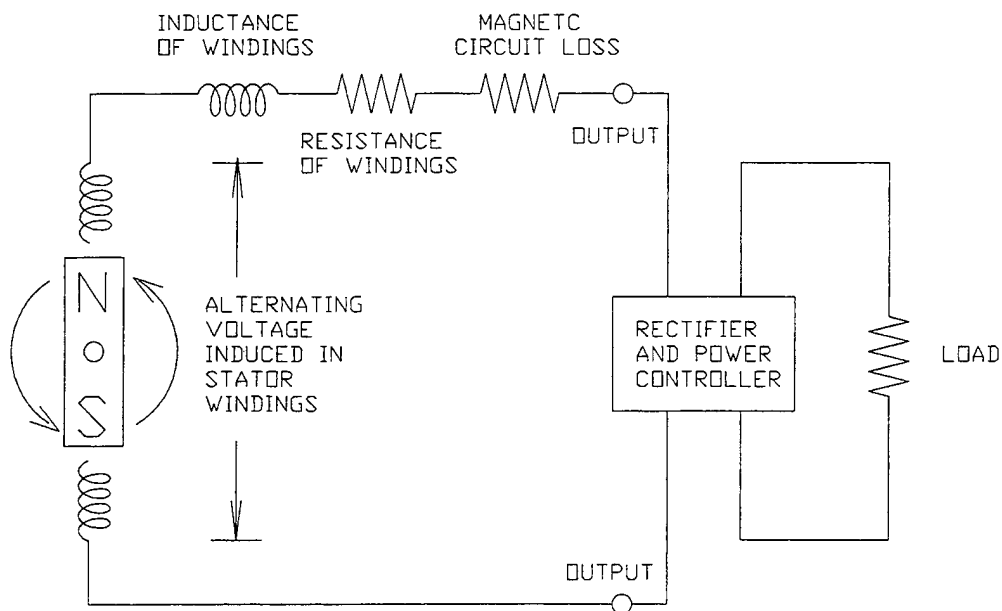 INDUCTANCE
OF WINDINGS
MAGNETC
CIRCUIT LOSS
RESISTANCE
OF WINDINGS
OUTPUT
N
S
ALTERNATING
VOLTAGE
INDUCED IN
STATOR
WINDINGS
RECTIFIER
AND POWER
CONTROLLER
LOAD
OUTPUT